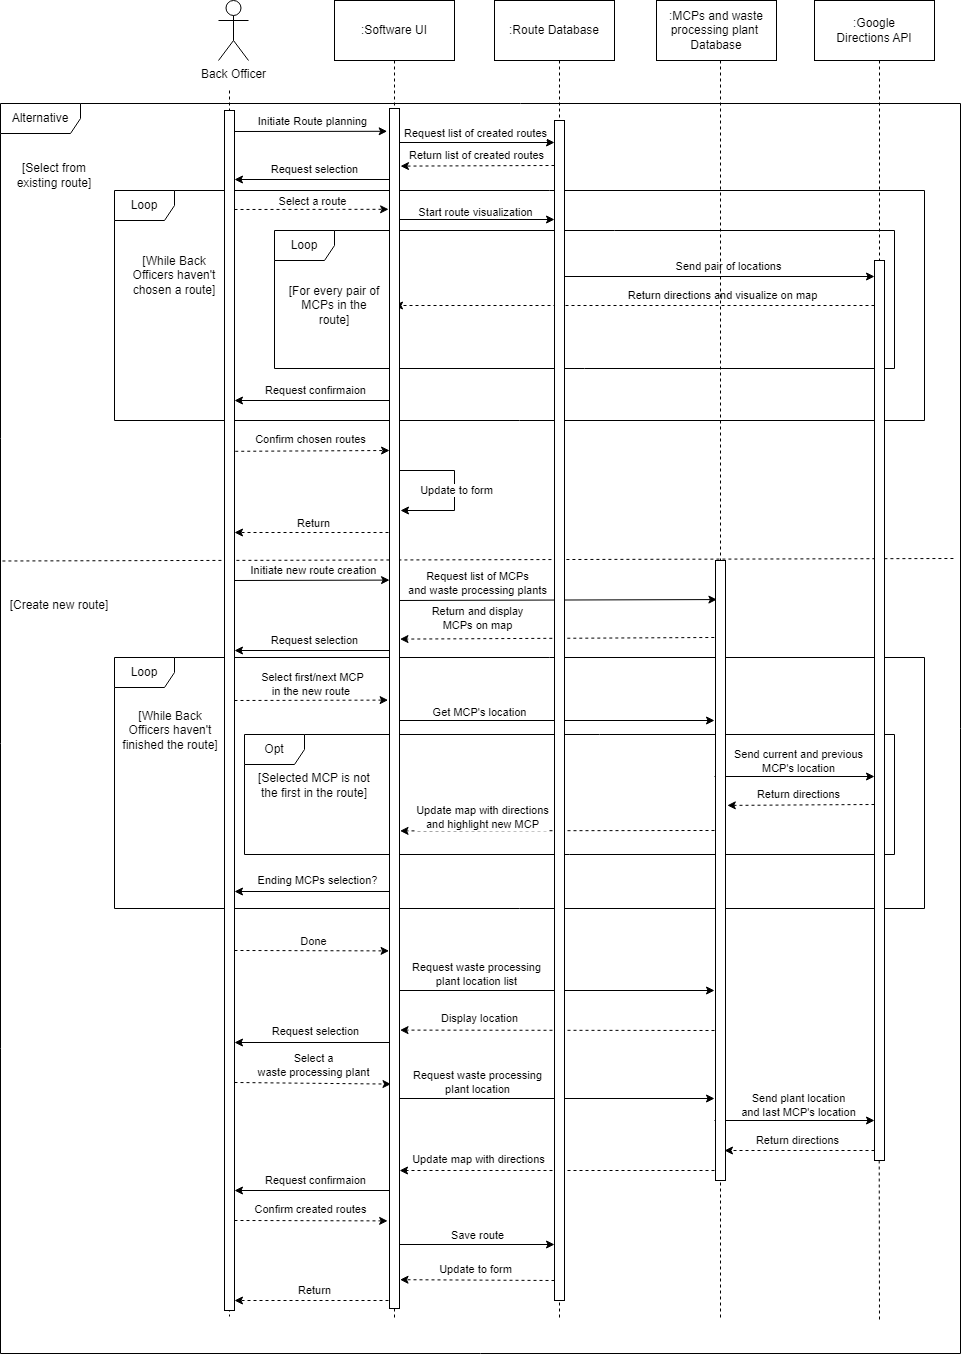 Back Officer
:Software UI
:Route Database
:MCPs and waste
processing plant
Database
:Google
Directions API
Alternative
[Select from
existing route]
Initiate Route planning
Request list of created routes
Return list of created routes
Request selection
Loop
Select a route
Start route visualization
[While Back
Officers haven't
chosen a route]
Loop
[For every pair of
MCPs in the
route]
Send pair of locations
Return directions and visualize on map
Request confirmaion
Confirm chosen routes
Update to form
Return
[Create new route]
Initiate new route creation
Request list of MCPs
and waste processing plants
Return and display
MCPs on map
Request selection
Loop
Select first/next MCP
in the new route
[While Back
Officers haven't
finished the route]
Get MCP's location
Opt
[Selected MCP is not
the first in the route]
Send current and previous
MCP's location
Return directions
Update map with directions
and highlight new MCP
Ending MCPs selection?
Done
Request waste processing
plant location list
Display location
Request selection
Select a
waste processing plant
Request waste processing
plant location
Send plant location
and last MCP's location
Return directions
Update map with directions
Request confirmaion
Confirm created routes
Save route
Update to form
Return